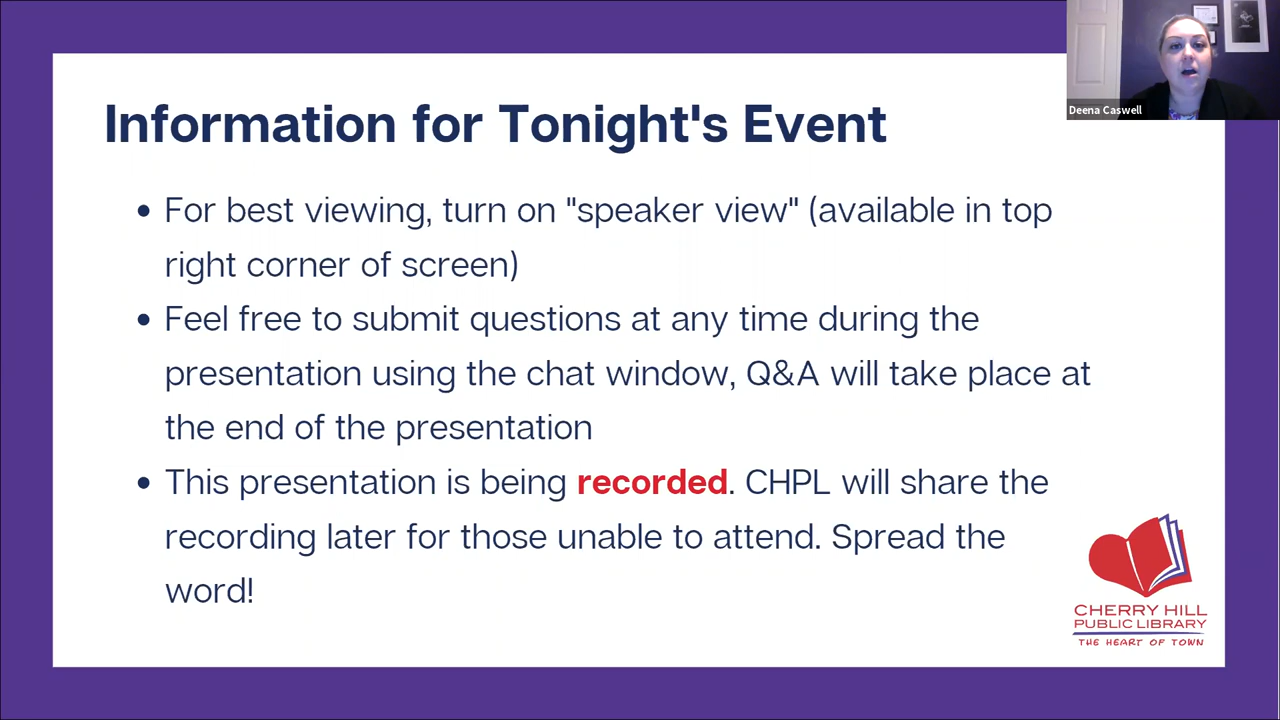 Information for Tonight's Event
Deena Caswell
• For best viewing, turn on "speaker view" (available in top
right corner of screen)
• Feel free to submit questions at any time during the
presentation using the chat window, Q&A will take place at
the end of the presentation
• This presentation is being recorded. CHPL will share the
recording later for those unable to attend. Spread the
word!
CHERRY HILL
PUBLIC LIBRARY
THE HEART OF TOWN